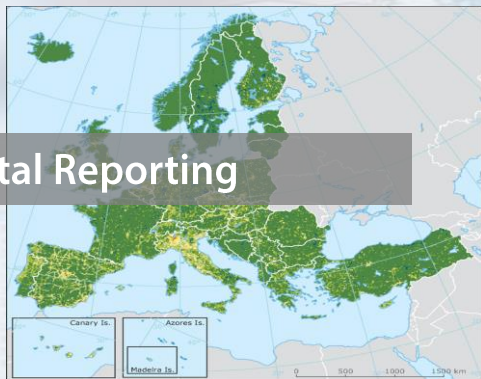 tal Reporting
Canary Is.
Azores Is.
Madeira Is.
0 500 1000 1500 km